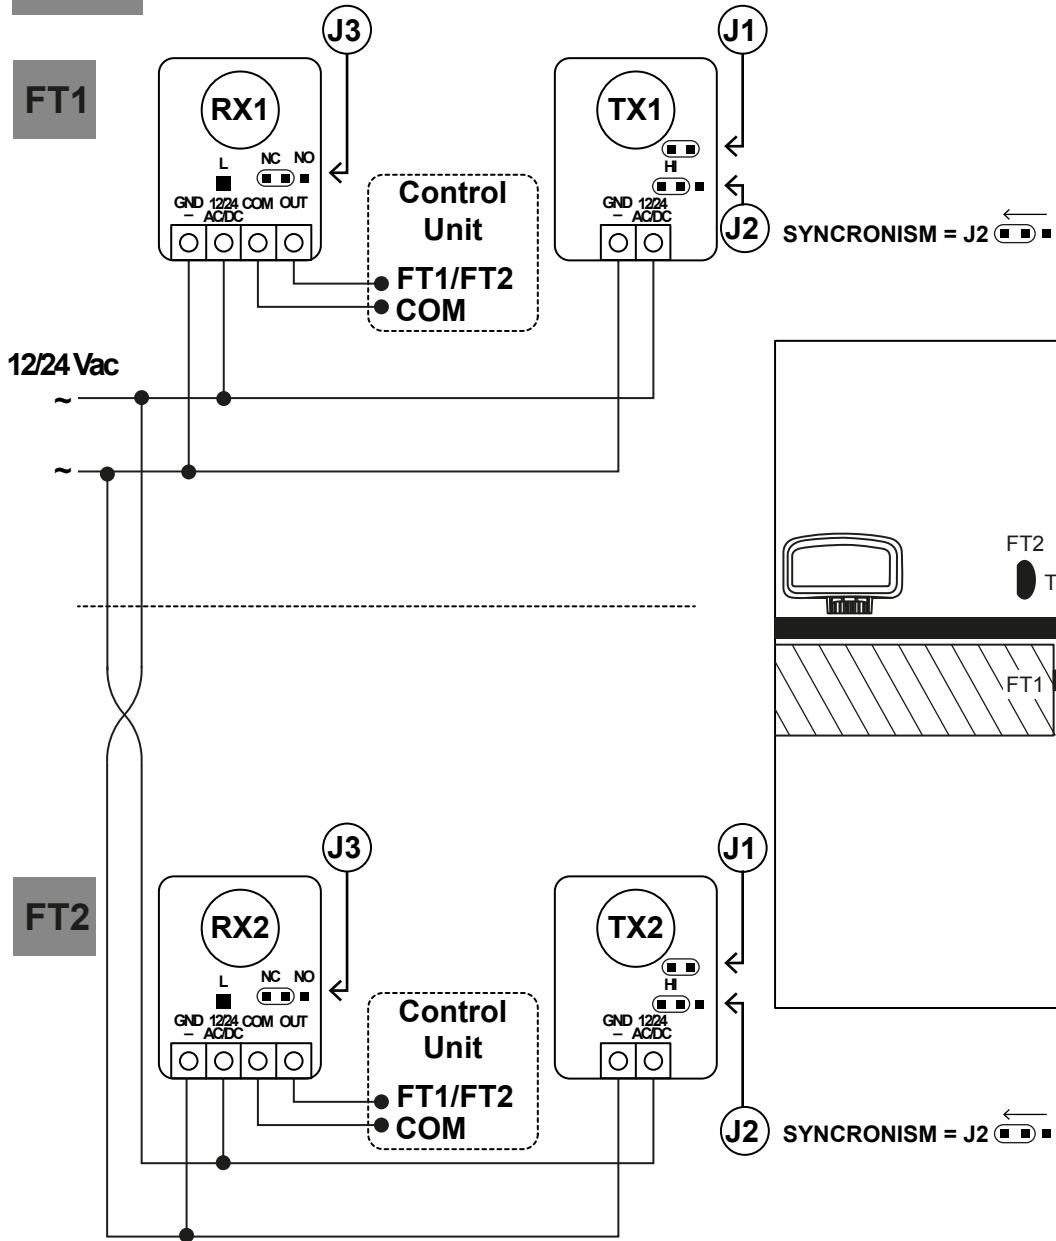 J3
J1
FT1
RX1
TX1
L
NC NO
HI
GND 12/24 COM OUT
– AC/DC
Control
Unit
GND 12/24
– AC/DC
J2
SYNCRONISM = J2
FT1/FT2
COM
12/24 Vac
~
~
FT2
T
FT1
J3
J1
FT2
RX2
TX2
L
NC NO
HI
GND 12/24 COM OUT
– AC/DC
Control
Unit
GND 12/24
– AC/DC
FT1/FT2
COM
J2
SYNCRONISM = J2